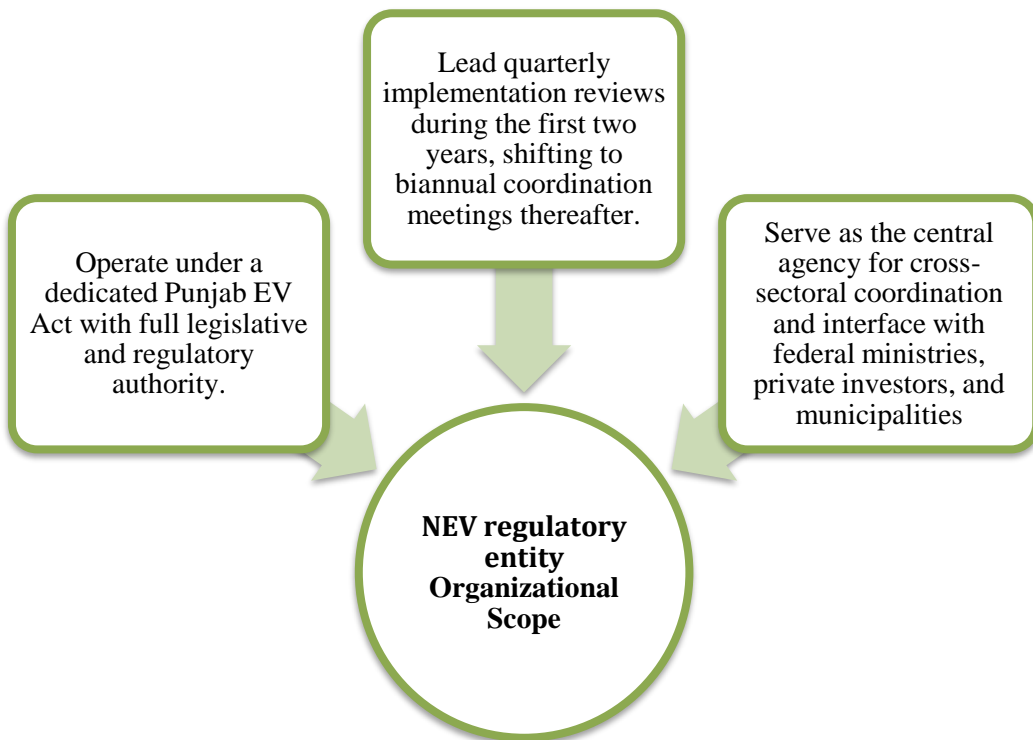 Operate under a
dedicated Punjab EV
Act with full legislative
and regulatory
authority.
Lead quarterly
implementation reviews
during the first two
years, shifting to
biannual coordination
meetings thereafter.
Serve as the central
agency for cross-
sectoral coordination
and interface with
federal ministries,
private investors, and
municipalities
NEV regulatory
entity
Organizational
Scope